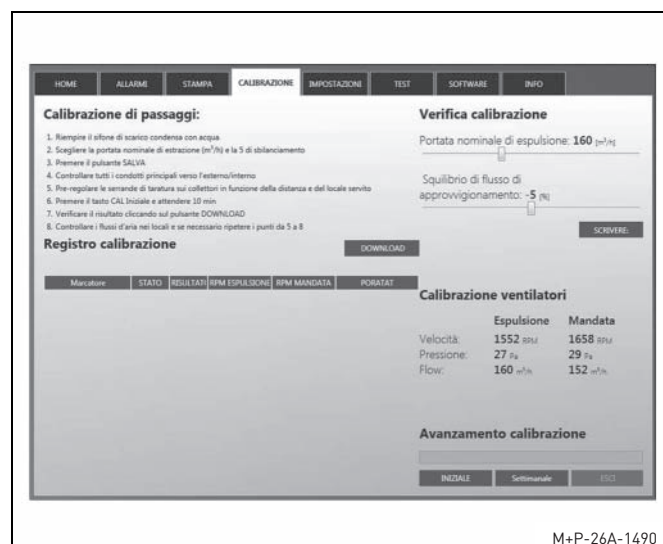 HOME ALLARMI STAMPA CALIBRAZIONE IMPOSTAZIONI TEST SOFTWARE INFO
Calibrazione di passaggi:
1. Riempire il sifone di scarico condensa con acqua
2. Scegliere la portata nominale di estrazione (m³/h) e la 5 di sbilanciamento
3. Premere il pulsante SALVA
4. Controllare tutti i condotti principali verso l'esterno/interno
5. Pre-regolare le serrande di taratura sui collettori in funzione della distanza e del locale servito
6. Premere il tasto CAL Iniziale e attendere 10 min
7. Verificare il risultato cliccando sul pulsante DOWNLOAD
8. Controllare i flussi d'aria nei locali e se necessario ripetere i punti da 5 a 8
Registro calibrazione
DOWNLOAD
Marcatore STATO RISULTATI RPM ESPULSIONE RPM MANDATA PORATAT
Verifica calibrazione
Portata nominale di espulsione: 160 [m³/h]
Squilibrio di flusso di
approvvigionamento: -5 [%]
SCRIVERE:
Calibrazione ventilatori
Espulsione Mandata
Velocità: 1552 RPM 1658 RPM
Pressione: 27 Pa 29 Pa
Flow: 160 m³/h 152 m³/h
Avanzamento calibrazione
INIZIALE Settimanale ESCI
M+P-26A-1490